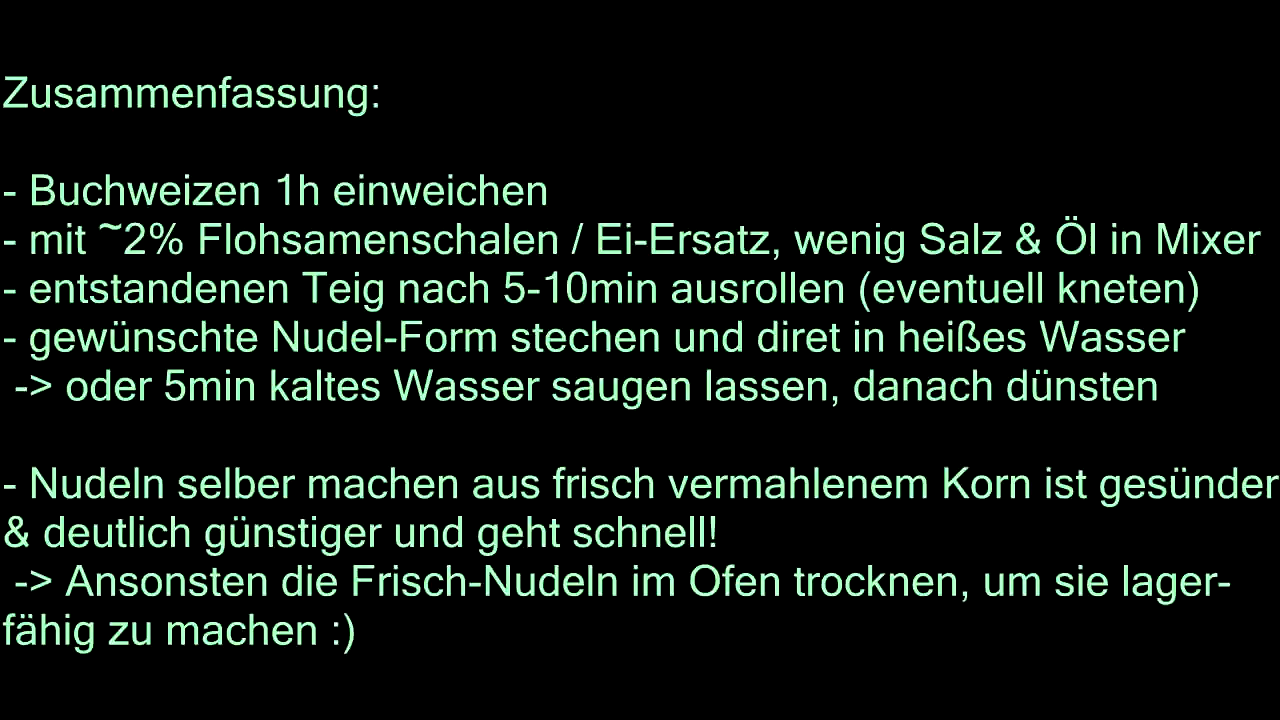 Zusammenfassung:
- Buchweizen 1h einweichen
- mit ~2% Flohsamenschalen / Ei-Ersatz, wenig Salz & Öl in Mixer
- entstandenen Teig nach 5-10min ausrollen (eventuell kneten)
- gewünschte Nudel-Form stechen und diret in heißes Wasser
-> oder 5min kaltes Wasser saugen lassen, danach dünsten
- Nudeln selber machen aus frisch vermahlenem Korn ist gesünder
& deutlich günstiger und geht schnell!
-> Ansonsten die Frisch-Nudeln im Ofen trocknen, um sie lager-
fähig zu machen :)